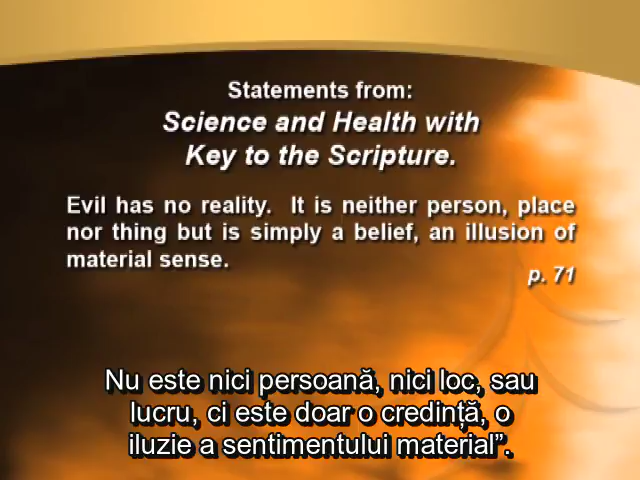 Statements from:
Science and Health with
Key to the Scripture.
Evil has no reality. It is neither person, place
nor thing but is simply a belief, an illusion of
material sense.
p. 71
Nu este nici persoană, nici loc, sau
lucru, ci este doar o credință, o
iluzie a sentimentului material”.